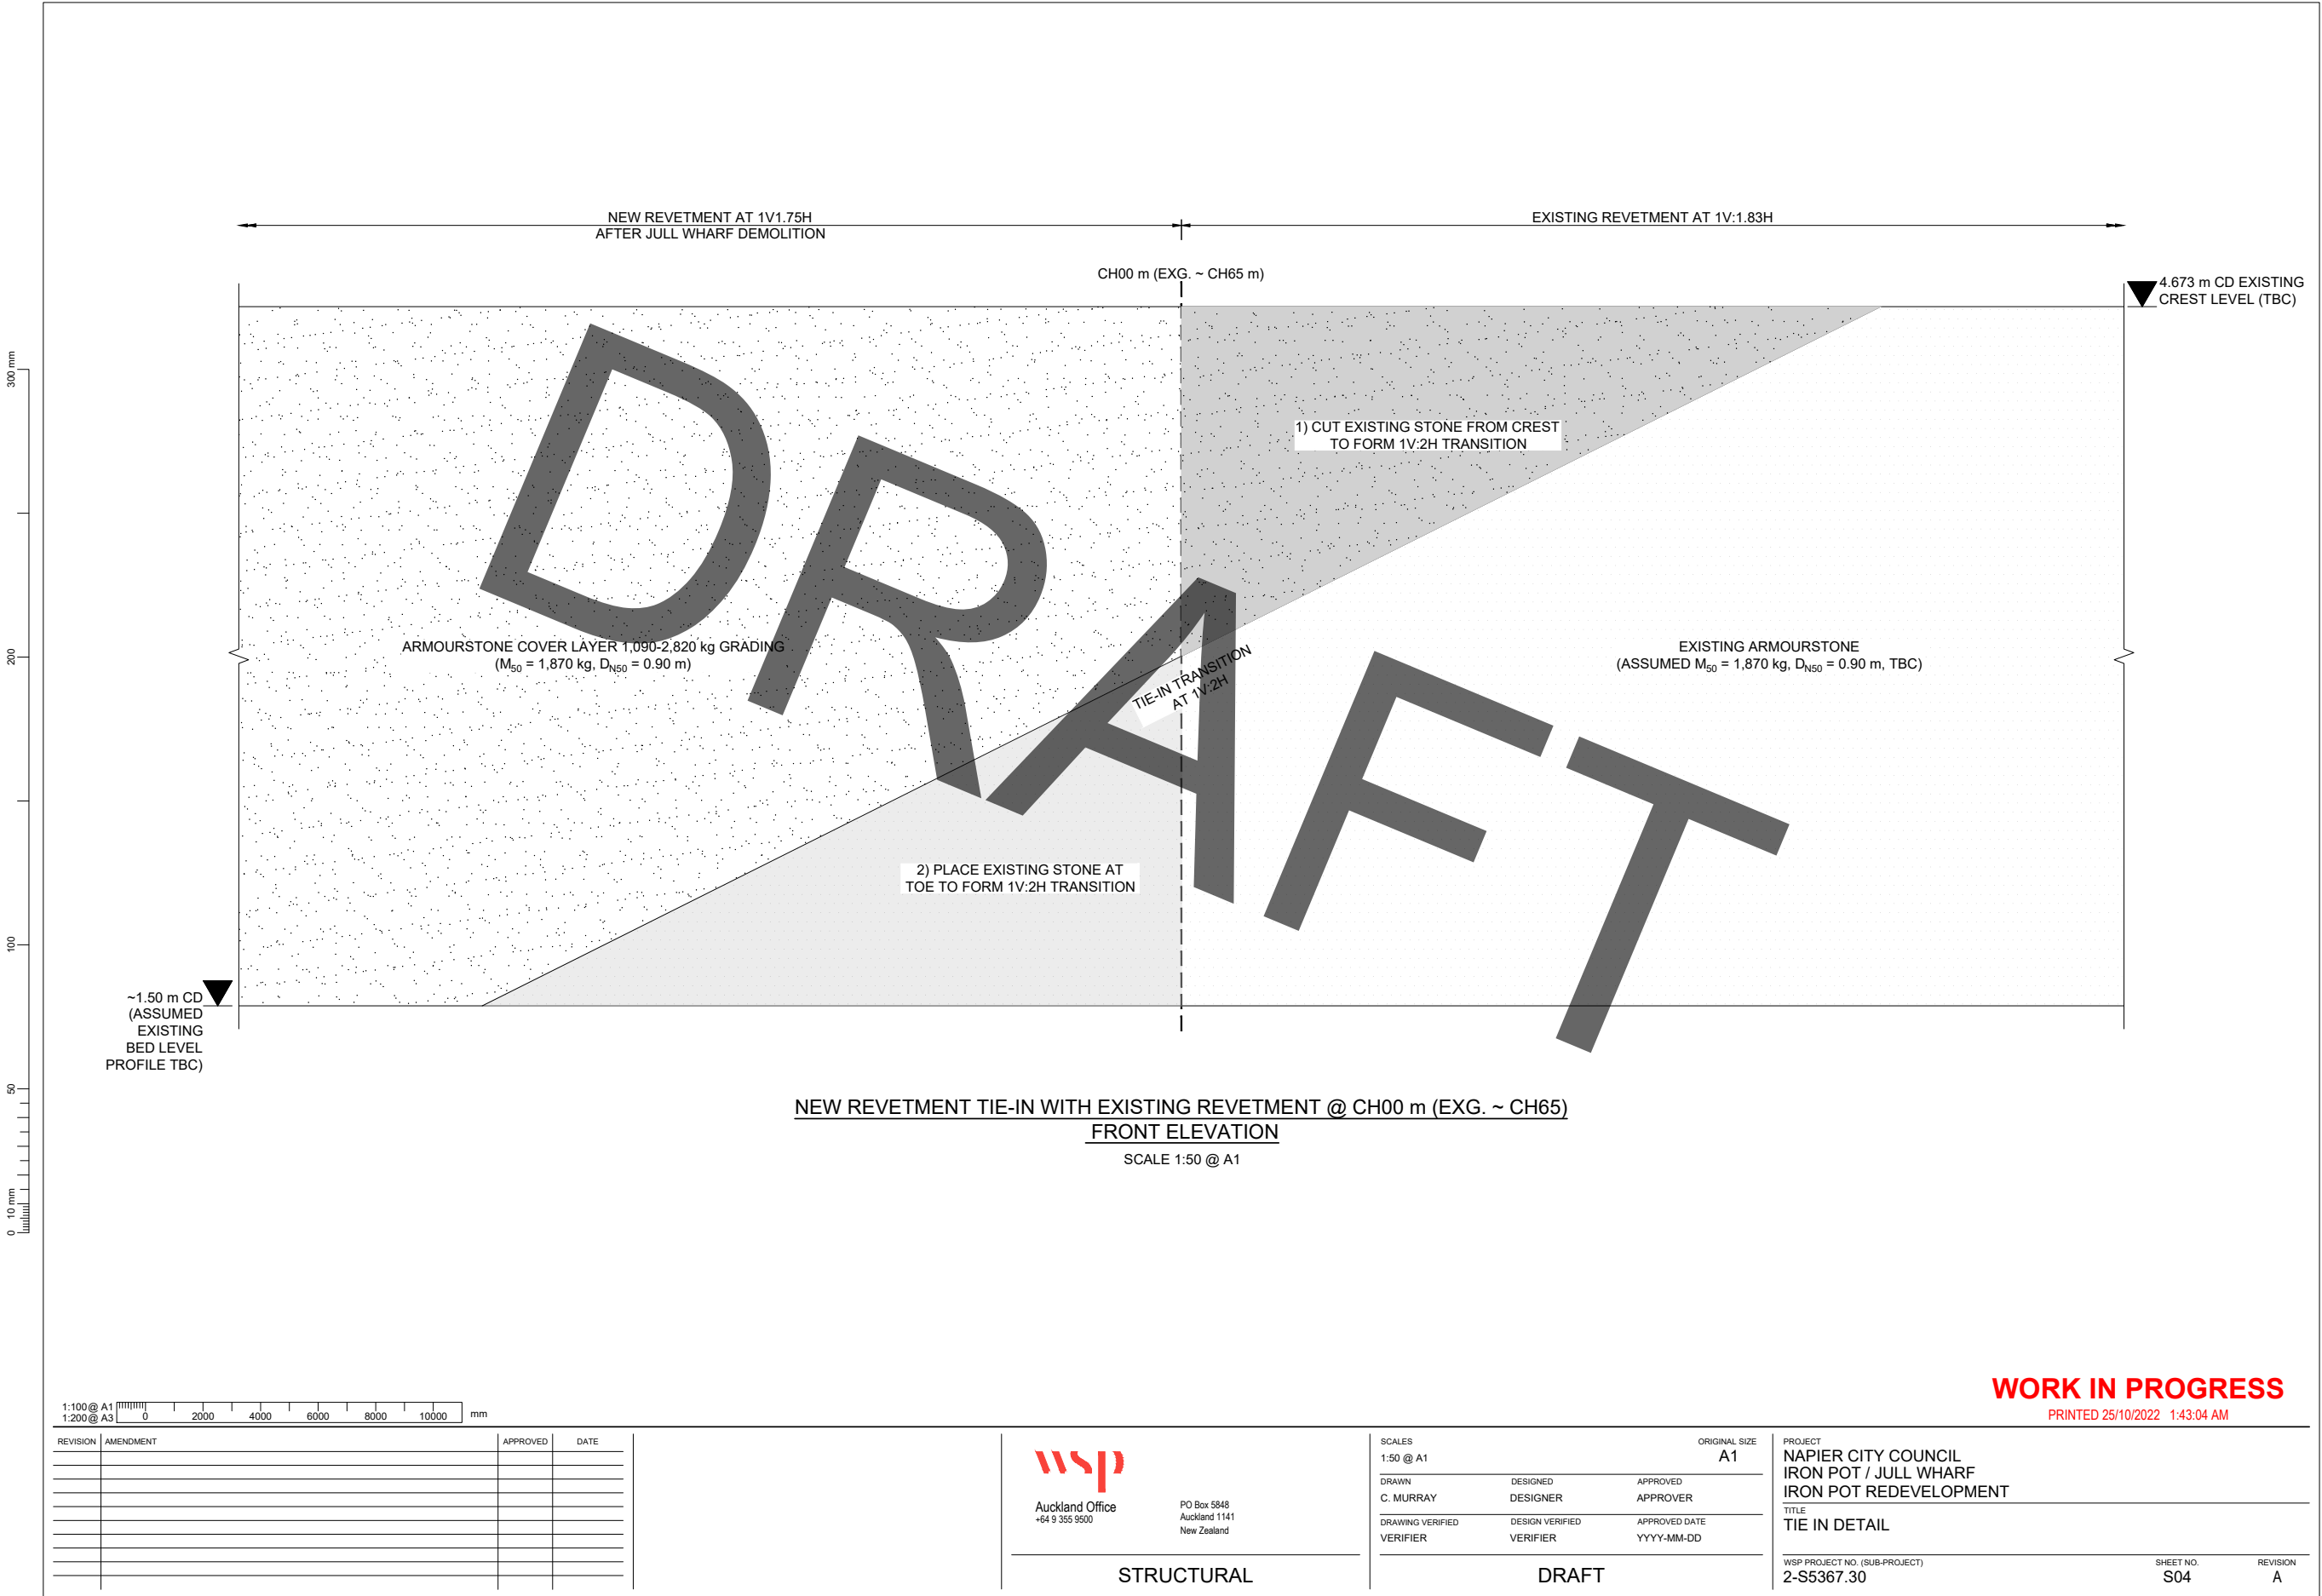 NEW REVETMENT AT 1V1.75H
AFTER JULL WHARF DEMOLITION
EXISTING REVETMENT AT 1V:1.83H
CH00 m (EXG. ~ CH65 m)
4.673 m CD EXISTING
CREST LEVEL (TBC)
1) CUT EXISTING STONE FROM CREST
TO FORM 1V:2H TRANSITION
DRAFT
ARMOURSTONE COVER LAYER 1,090-2,820 kg GRADING
(M50 = 1,870 kg, DN50 = 0.90 m)
EXISTING ARMOURSTONE
(ASSUMED M50 = 1,870 kg, DN50 = 0.90 m, TBC)
TIE-IN TRANSITION
AT 1V:2H
2) PLACE EXISTING STONE AT
TOE TO FORM 1V:2H TRANSITION
~1.50 m CD
(ASSUMED
EXISTING
BED LEVEL
PROFILE TBC)
300 mm
200
100
50
10 mm
0
NEW REVETMENT TIE-IN WITH EXISTING REVETMENT @ CH00 m (EXG. ~ CH65)
FRONT ELEVATION
SCALE 1:50 @ A1
WORK IN PROGRESS
PRINTED 25/10/2022 1:43:04 AM
1:100@ A1
1:200@ A3
0 2000 4000 6000 8000 10000 mm
REVISION AMENDMENT APPROVED DATE
wsp
Auckland Office
+64 9 355 9500
PO Box 5848
Auckland 1141
New Zealand
STRUCTURAL
SCALES
1:50 @ A1
ORIGINAL SIZE
A1
DRAWN DESIGNED APPROVED
C. MURRAY DESIGNER APPROVER
DRAWING VERIFIED DESIGN VERIFIED APPROVED DATE
VERIFIER VERIFIER YYYY-MM-DD
DRAFT
PROJECT
NAPIER CITY COUNCIL
IRON POT / JULL WHARF
IRON POT REDEVELOPMENT
TITLE
TIE IN DETAIL
WSP PROJECT NO. (SUB-PROJECT) SHEET NO. REVISION
2-S5367.30 S04 A